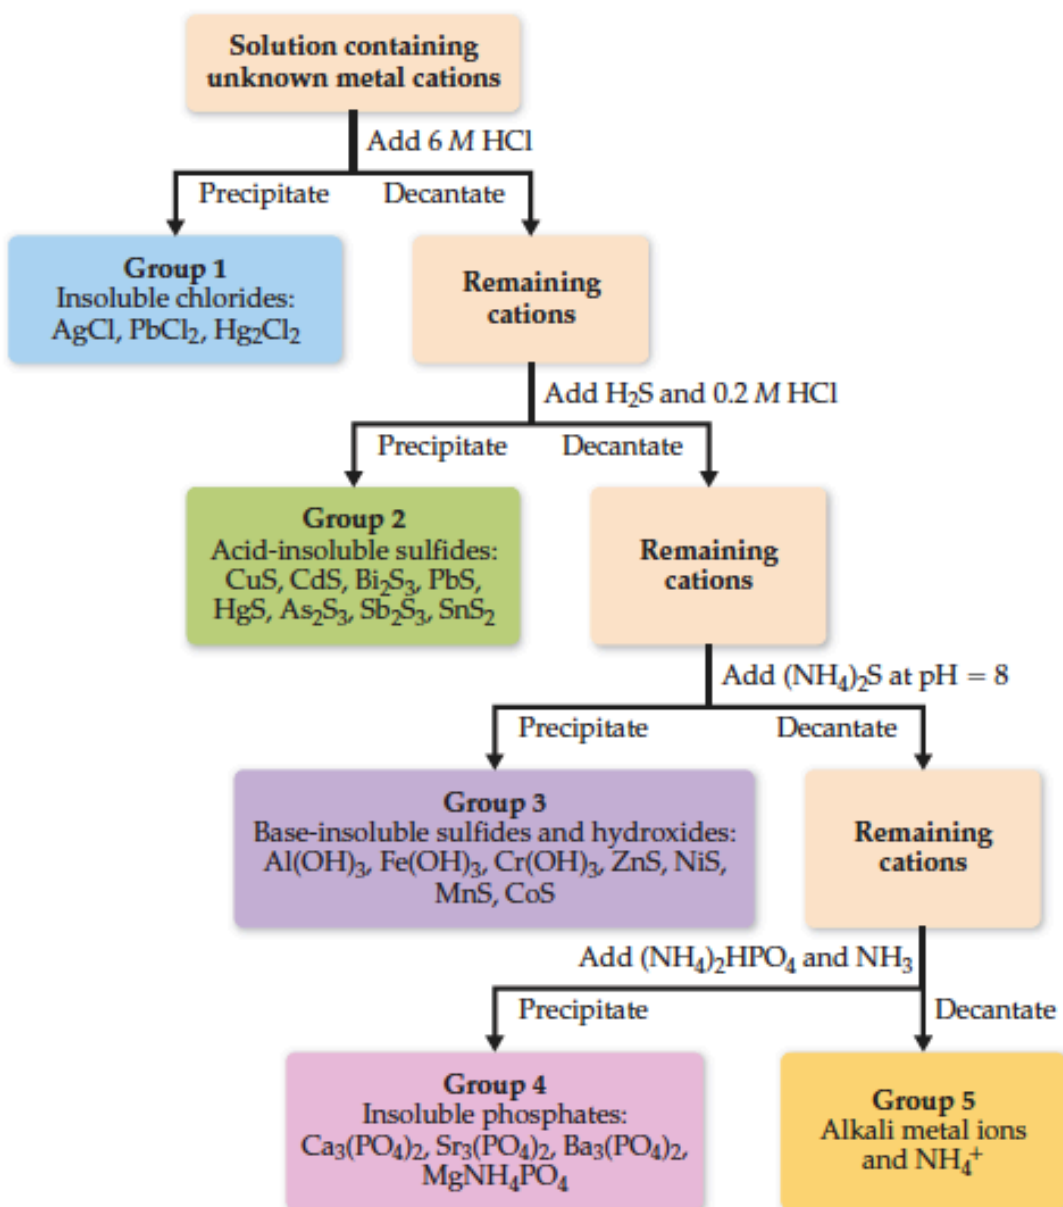 Solution containing
unknown metal cations
Add 6 M HCl
Precipitate
Decantate
Group 1
Insoluble chlorides:
AgCl, PbCl₂, Hg₂Cl₂
Remaining
cations
Add H₂S and 0.2 M HCl
Precipitate
Decantate
Group 2
Acid-insoluble sulfides:
CuS, CdS, Bi₂S₃, PbS,
HgS, As₂S₃, Sb₂S₃, SnS₂
Remaining
cations
Add (NH₄)₂S at pH = 8
Precipitate
Decantate
Group 3
Base-insoluble sulfides and hydroxides:
Al(OH)₃, Fe(OH)₃, Cr(OH)₃, ZnS, NiS,
MnS, CoS
Remaining
cations
Add (NH₄)₂HPO₄ and NH₃
Precipitate
Decantate
Group 4
Insoluble phosphates:
Ca₃(PO₄)₂, Sr₃(PO₄)₂, Ba₃(PO₄)₂,
MgNH₄PO₄
Group 5
Alkali metal ions
and NH₄⁺